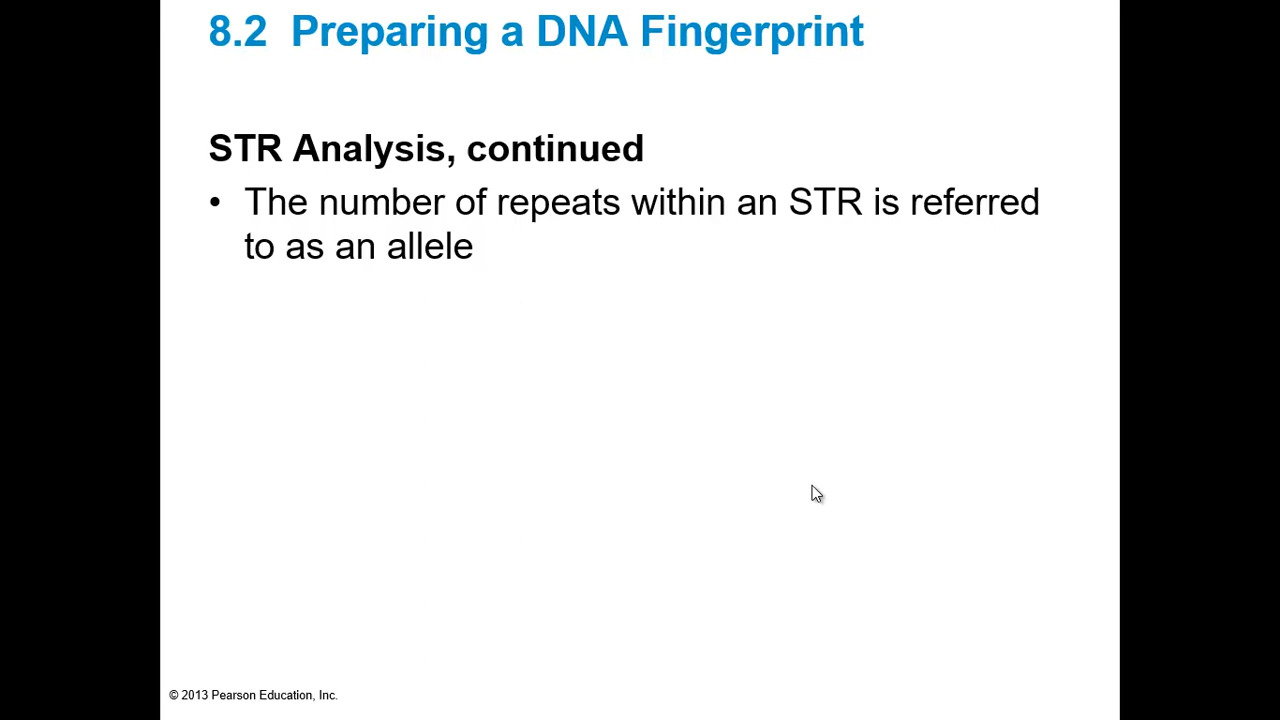 8.2 Preparing a DNA Fingerprint
STR Analysis, continued
• The number of repeats within an STR is referred
to as an allele
© 2013 Pearson Education, Inc.